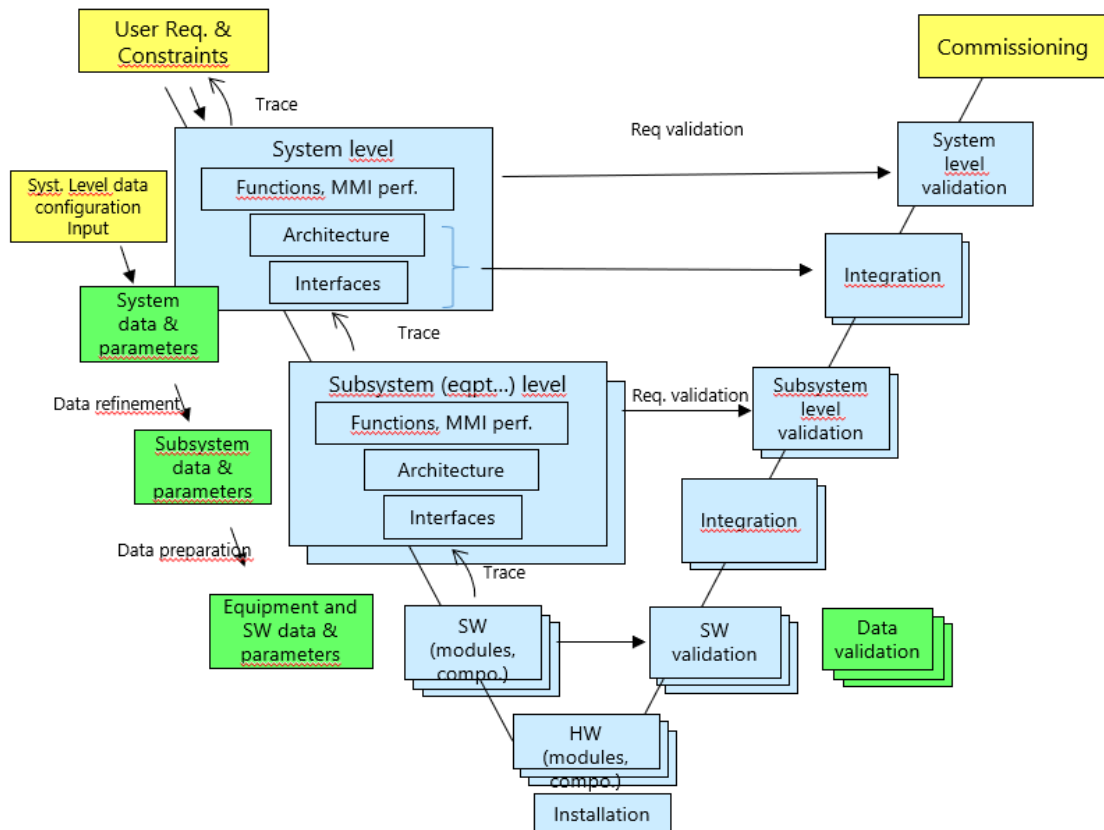 User Req. &
Constraints
Commissioning
Trace
Req validation
System level
System
level
validation
Functions, MMI perf.
Syst. Level data
configuration
Input
Architecture
Integration
Interfaces
System
data &
parameters
Trace
Subsystem (eqpt...) level
Req. validation
Subsystem
level
validation
Data refinement
Functions, MMI perf.
Subsystem
data &
parameters
Architecture
Interfaces
Integration
Data preparation
Trace
Equipment and
SW data &
parameters
SW
(modules,
compo.)
SW
validation
Data
validation
HW
(modules,
compo.)
Installation